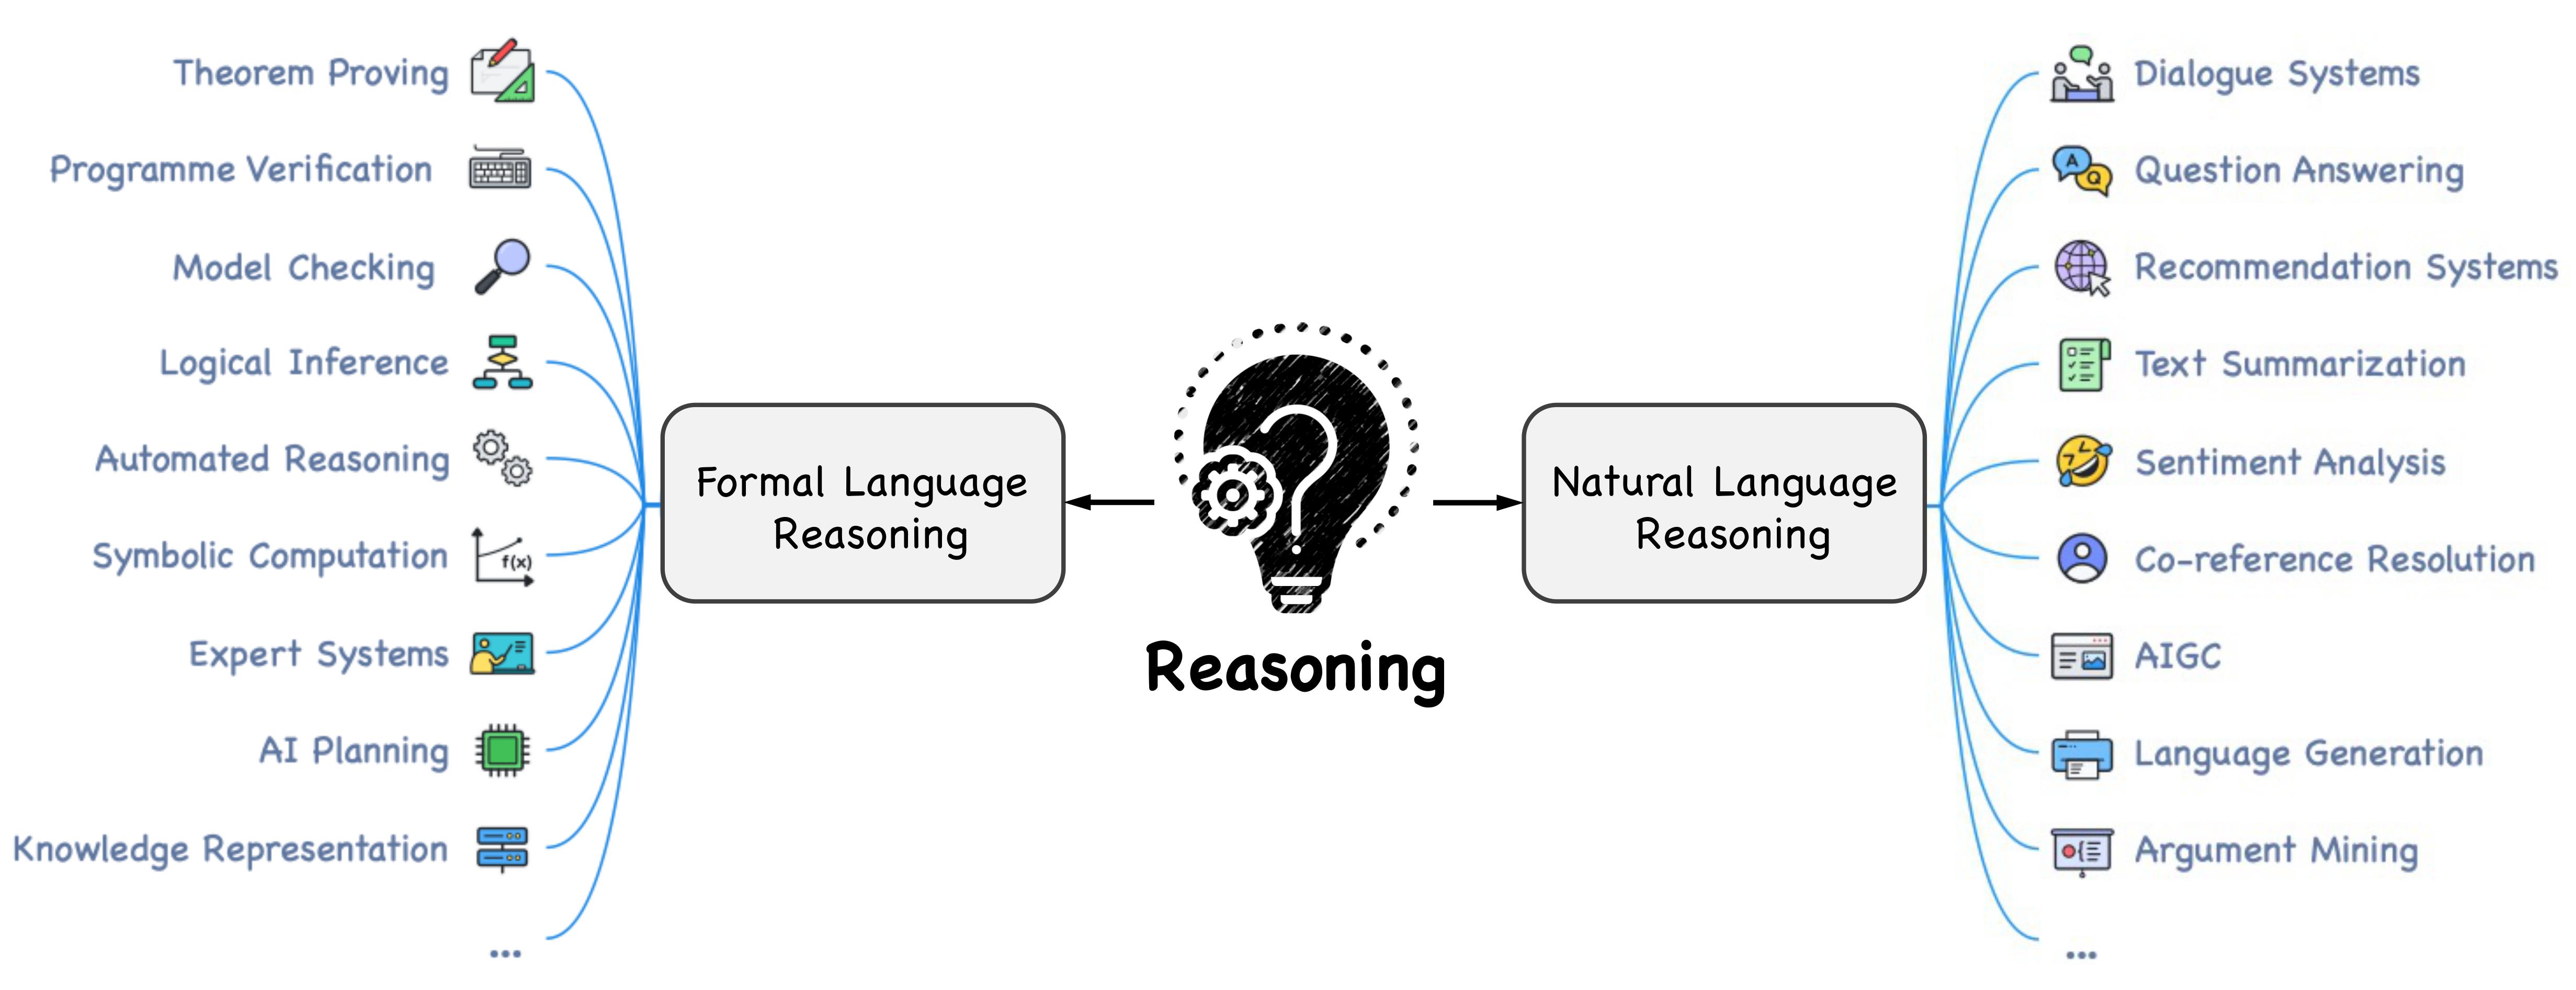 Theorem Proving
Programme Verification
Model Checking
Logical Inference
Automated Reasoning
Symbolic Computation
f(x)
Expert Systems
AI Planning
Knowledge Representation
...
Formal Language
Reasoning
?
Reasoning
Natural Language
Reasoning
Dialogue Systems
A
Q
Question Answering
Recommendation Systems
Text Summarization
Sentiment Analysis
Co-reference Resolution
AIGC
Language Generation
Argument Mining
...